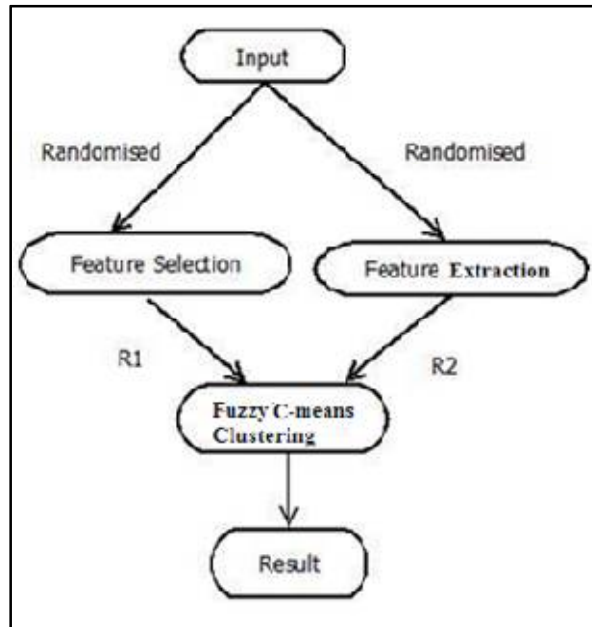 Input
Randomised
Randomised
Feature Selection
Feature Extraction
R1
R2
Fuzzy C-means
Clustering
Result